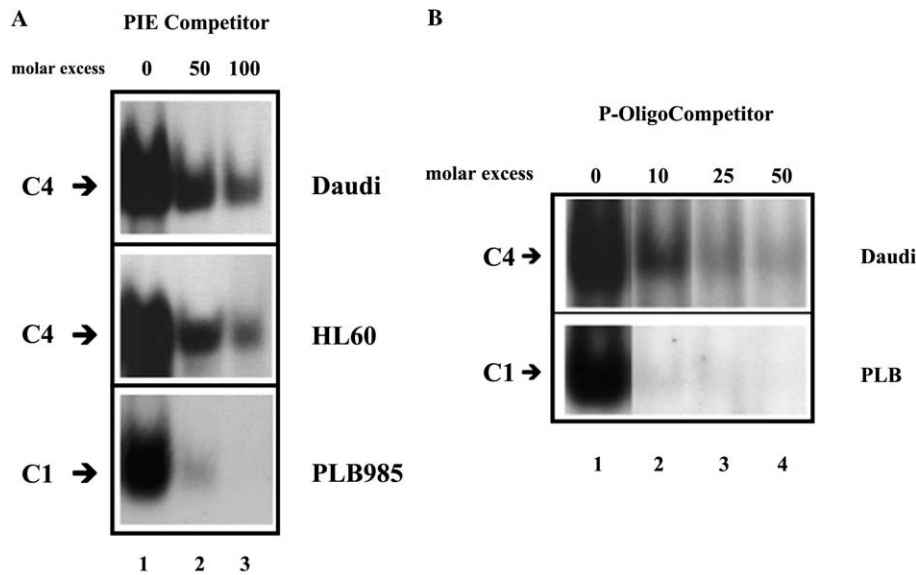 A
PIE Competitor
molar excess 0 50 100
C4 → Daudi
C4 → HL60
C1 → PLB985
1 2 3
B
P-OligoCompetitor
molar excess 0 10 25 50
C4 → Daudi
C1 → PLB
1 2 3 4